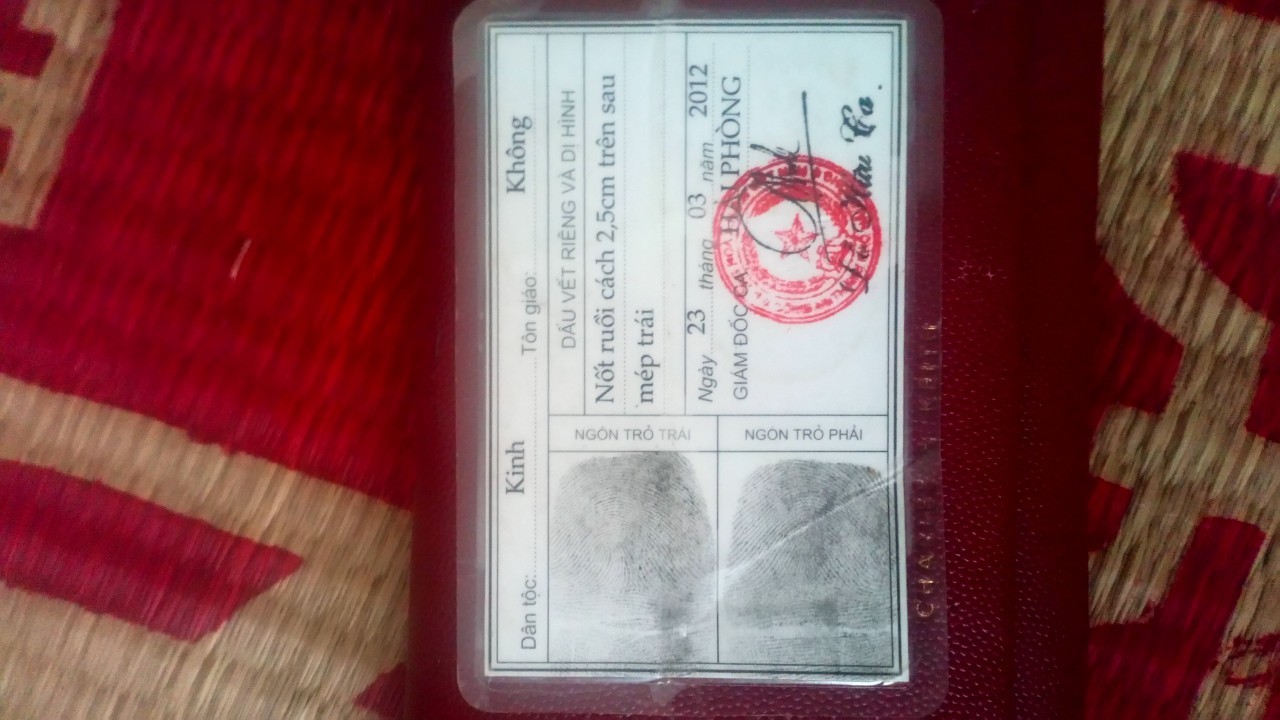 Dân tộc: Kinh Tôn giáo: Không
DẤU VẾT RIÊNG VÀ DỊ HÌNH
Nốt ruồi cách 2,5cm trên sau
mép trái
Ngày 23 tháng 03 năm 2012
GIÁM ĐỐC CA HẢI PHÒNG
NGÓN TRỎ TRÁI
NGÓN TRỎ PHẢI